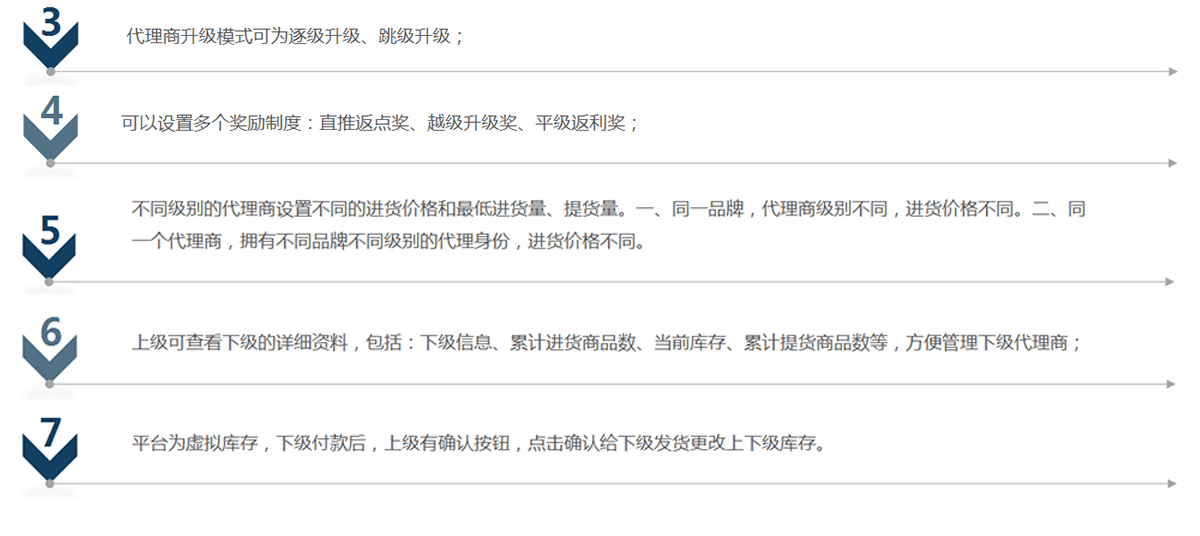 3
代理商升级模式可为逐级升级、跳级升级；
4
可以设置多个奖励制度：直推返点奖、越级升级奖、平级返利奖；
5
不同级别的代理商设置不同的进货价格和最低进货量、提货量。一、同一品牌，代理商级别不同，进货价格不同。二、同
一个代理商，拥有不同品牌不同级别的代理身份，进货价格不同。
6
上级可查看下级的详细资料，包括：下级信息、累计进货商品数、当前库存、累计提货商品数等，方便管理下级代理商；
7
平台为虚拟库存，下级付款后，上级有确认按钮，点击确认给下级发货更改上下级库存。